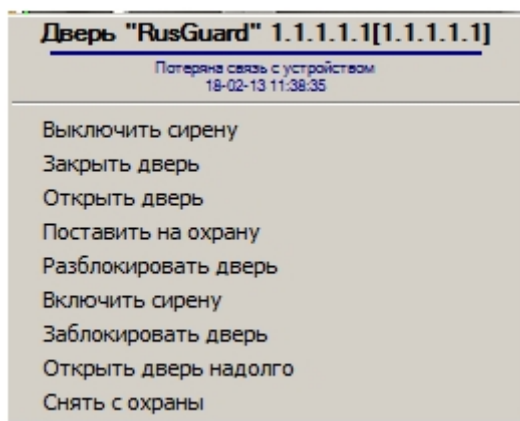 Дверь "RusGuard" 1.1.1.1.1[1.1.1.1.1]
Потеряна связь с устройством
18-02-13 11:38:35
Выключить сирену
Закрыть дверь
Открыть дверь
Поставить на охрану
Разблокировать дверь
Включить сирену
Заблокировать дверь
Открыть дверь надолго
Снять с охраны